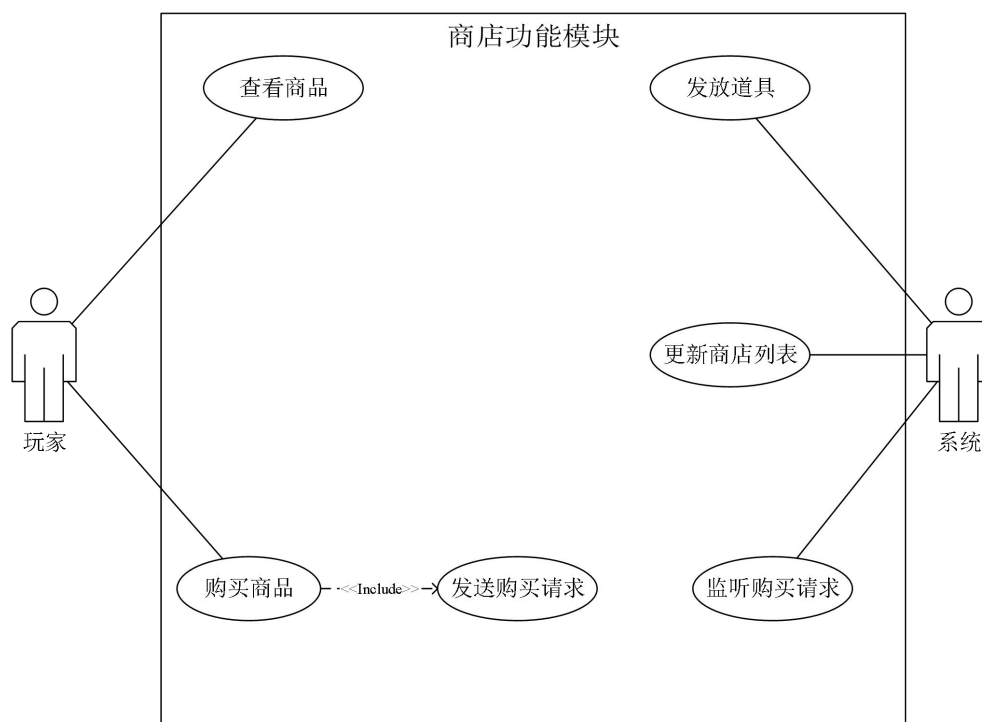 商店功能模块
查看商品
发放道具
更新商店列表
玩家
系统
购买商品
<<Include>>
发送购买请求
监听购买请求